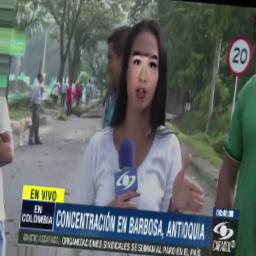 20
EN VIVO
EN COLOMBIA
CONCENTRACIÓN EN BARBOSA, ANTIOQUIA
ORGANIZACIONES SINDICALES SE SUMAN AL PARO EN EL PAÍS
CARACOL